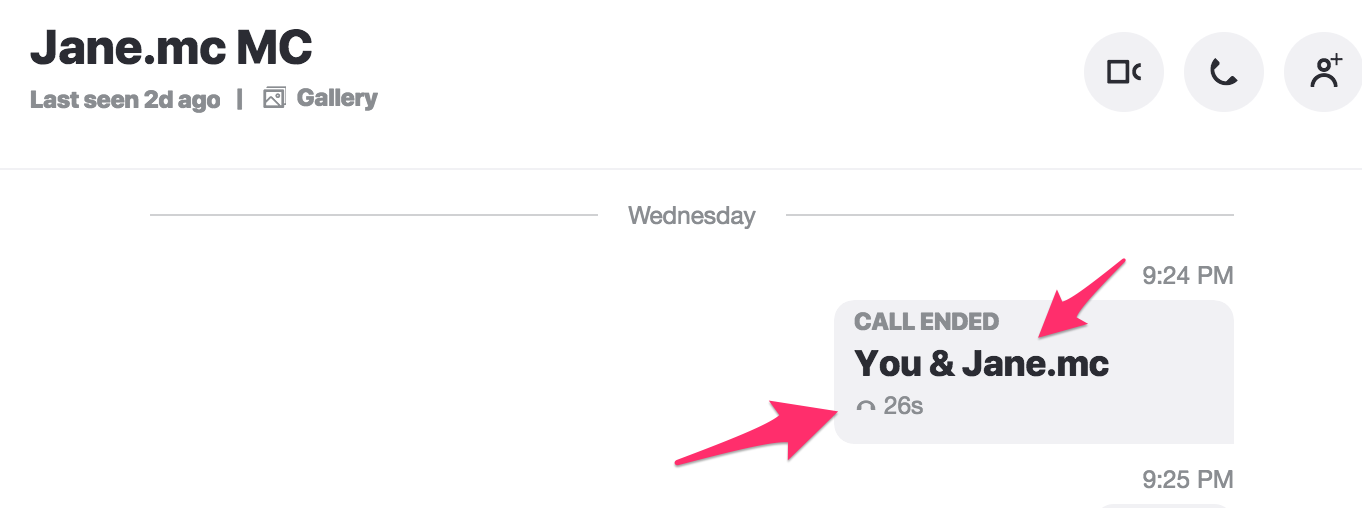 Jane.mc MC
Last seen 2d ago | Gallery
Wednesday
9:24 PM
CALL ENDED
You & Jane.mc
26s
9:25 PM